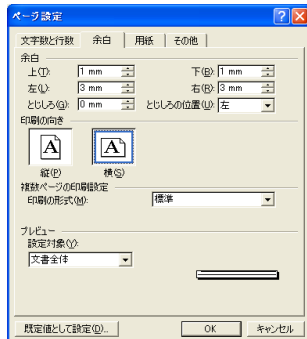 ページ設定
文字数と行数 余白 用紙 その他
余白
上(T): 1 mm 下(B): 1 mm
左(L): 3 mm 右(R): 3 mm
とじしろ(G): 0 mm とじしろの位置(U): 左
印刷の向き
A A
縦(P) 横(S)
複数ページの印刷設定
印刷の形式(M): 標準
プレビュー
設定対象(Y):
文書全体
既定値として設定(D)... OK キャンセル